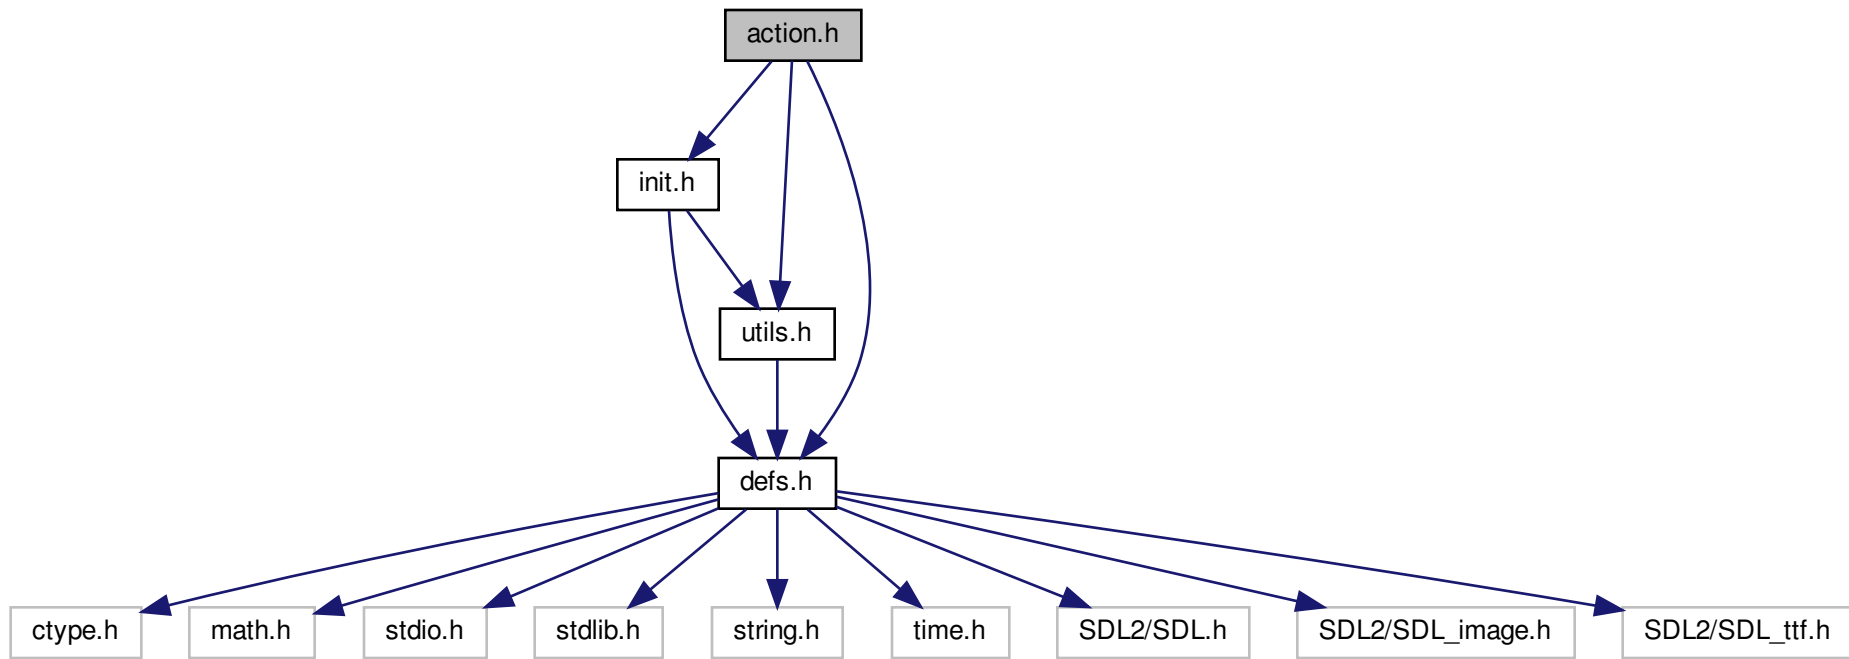 action.h
init.h
utils.h
defs.h
ctype.h
math.h
stdio.h
stdlib.h
string.h
time.h
SDL2/SDL.h
SDL2/SDL_image.h
SDL2/SDL_ttf.h